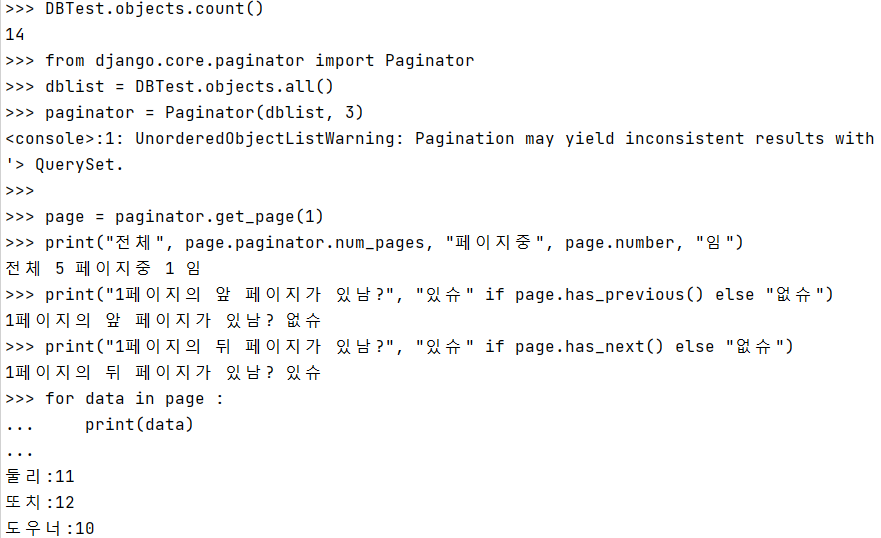 >>> DBTest.objects.count()
14
>>> from django.core.paginator import Paginator
>>> dblist = DBTest.objects.all()
>>> paginator = Paginator(dblist, 3)
<console>:1: UnorderedObjectListWarning: Pagination may yield inconsistent results with
'> QuerySet.
>>>
>>> page = paginator.get_page(1)
>>> print("전체", page.paginator.num_pages, "페이지중", page.number, "임")
전체 5 페이지중 1 임
>>> print("1페이지의 앞 페이지가 있남?", "있슈" if page.has_previous() else "없슈")
1페이지의 앞 페이지가 있남? 없슈
>>> print("1페이지의 뒤 페이지가 있남?", "있슈" if page.has_next() else "없슈")
1페이지의 뒤 페이지가 있남? 있슈
>>> for data in page :
...     print(data)
...
둘리:11
또치:12
도우너:10